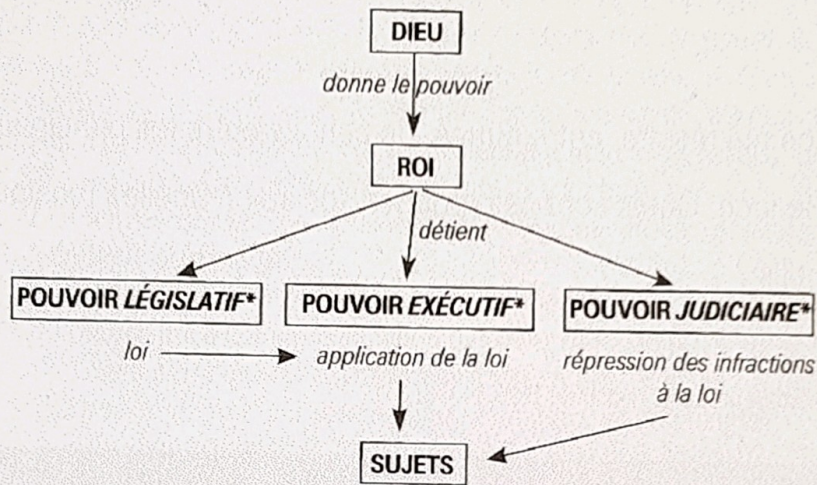 DIEU
donne le pouvoir
ROI
détient
POUVOIR LÉGISLATIF*
POUVOIR EXÉCUTIF*
POUVOIR JUDICIAIRE*
loi
application de la loi
répression des infractions
à la loi
SUJETS